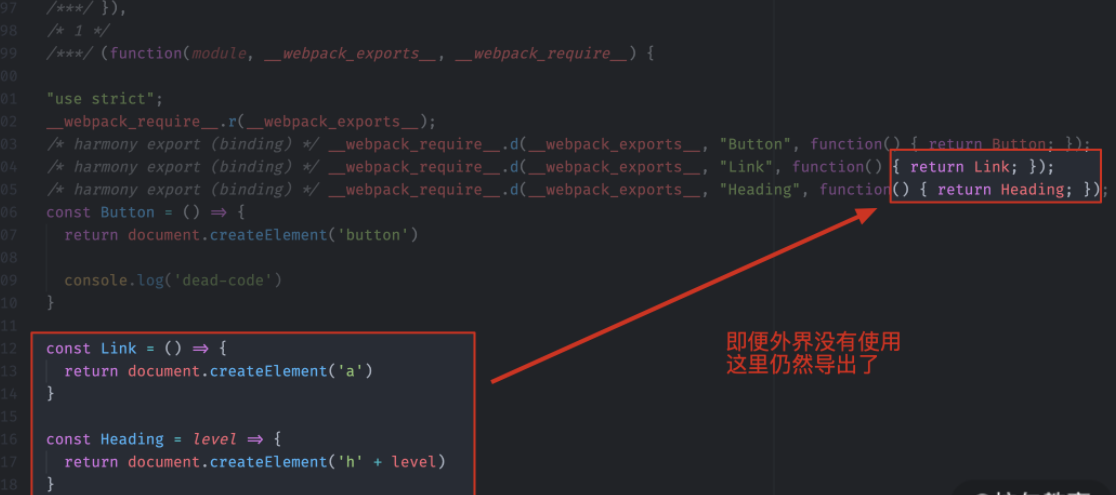 97 /***/ }),
98 /* 1 */
99 /***/ (function(module, __webpack_exports__, __webpack_require__) {
00
01 "use strict";
02 __webpack_require__.r(__webpack_exports__);
03 /* harmony export (binding) */ __webpack_require__.d(__webpack_exports__, "Button", function() { return Button; });
04 /* harmony export (binding) */ __webpack_require__.d(__webpack_exports__, "Link", function() { return Link; });
05 /* harmony export (binding) */ __webpack_require__.d(__webpack_exports__, "Heading", function() { return Heading; });
06 const Button = () => {
07 return document.createElement('button')
08
09 console.log('dead-code')
10 }
11
12 const Link = () => {
13 return document.createElement('a')
14 }
15
16 const Heading = level => {
17 return document.createElement('h' + level)
18 }
即便外界没有使用
这里仍然导出了